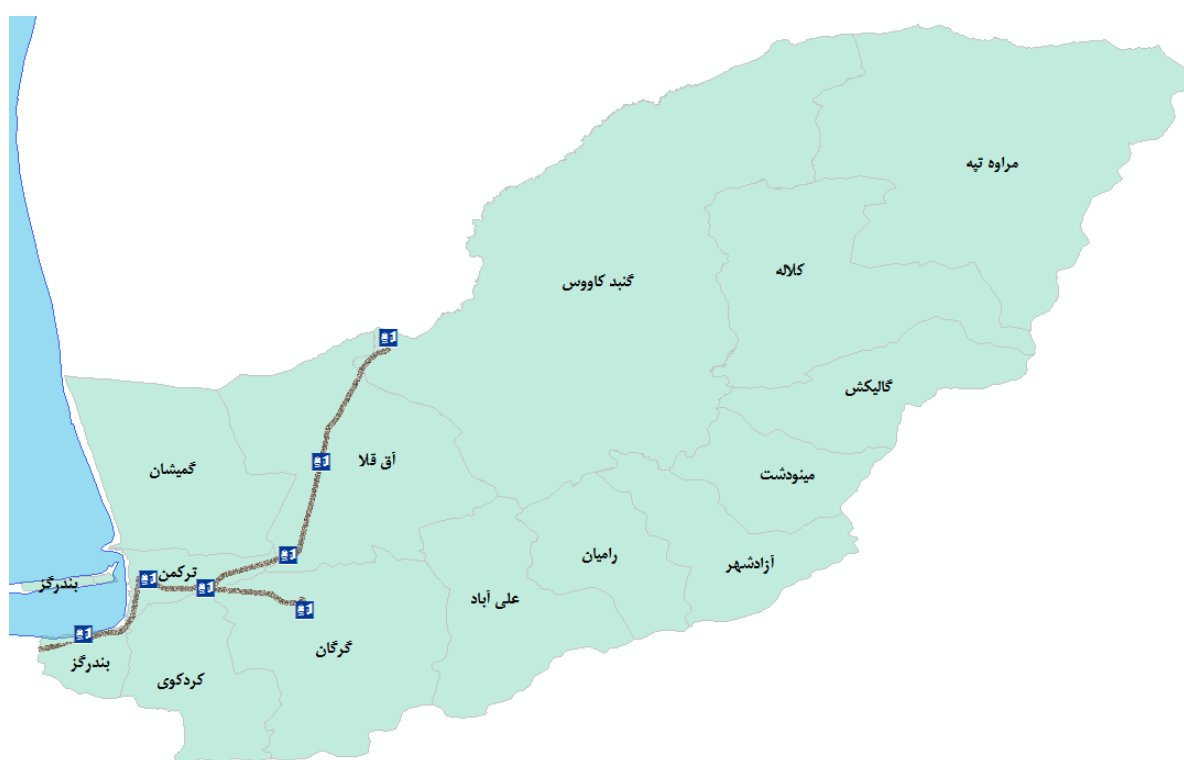 مراوه تپه
کلاله
گنبد کاووس
گالیکش
آق قلا
گمیشان
مینودشت
رامیان
آزادشهر
ترکمن
بندرگز
علی آباد
گرگان
بندرگز
کردکوی